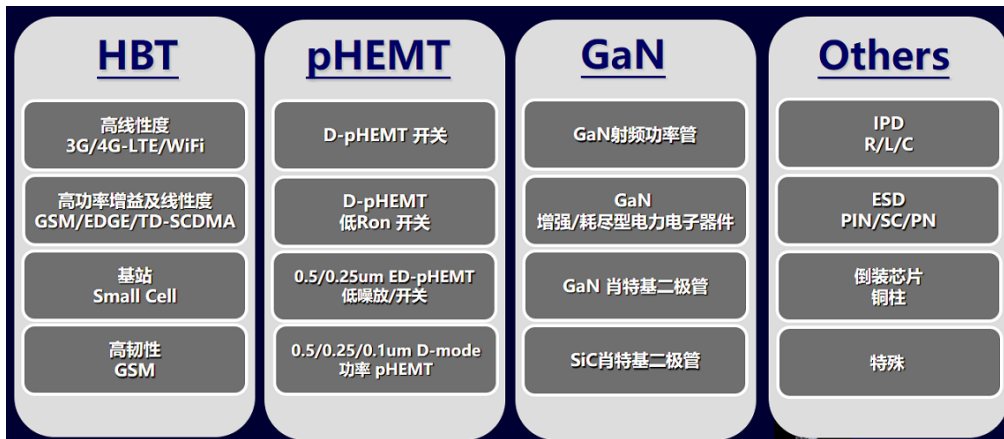 HBT
高线性度
3G/4G-LTE/WiFi
高功率增益及线性度
GSM/EDGE/TD-SCDMA
基站
Small Cell
高韧性
GSM
pHEMT
D-pHEMT 开关
D-pHEMT
低Ron 开关
0.5/0.25um ED-pHEMT
低噪放/开关
0.5/0.25/0.1um D-mode
功率 pHEMT
GaN
GaN射频功率管
GaN
增强/耗尽型电力电子器件
GaN 肖特基二极管
SiC肖特基二极管
Others
IPD
R/L/C
ESD
PIN/SC/PN
倒装芯片
铜柱
特殊